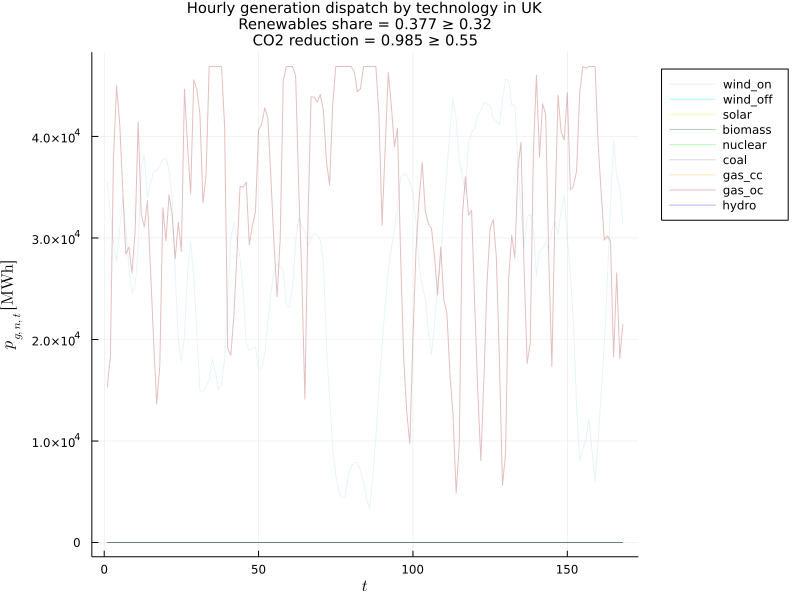 Hourly generation dispatch by technology in UK
Renewables share = 0.377 ≥ 0.32
CO2 reduction = 0.985 ≥ 0.55
wind_on
wind_off
solar
biomass
nuclear
coal
gas_cc
gas_oc
hydro
4.0×10⁴
3.0×10⁴
2.0×10⁴
1.0×10⁴
0
p g, n, t [MWh]
0 50 100 150
t